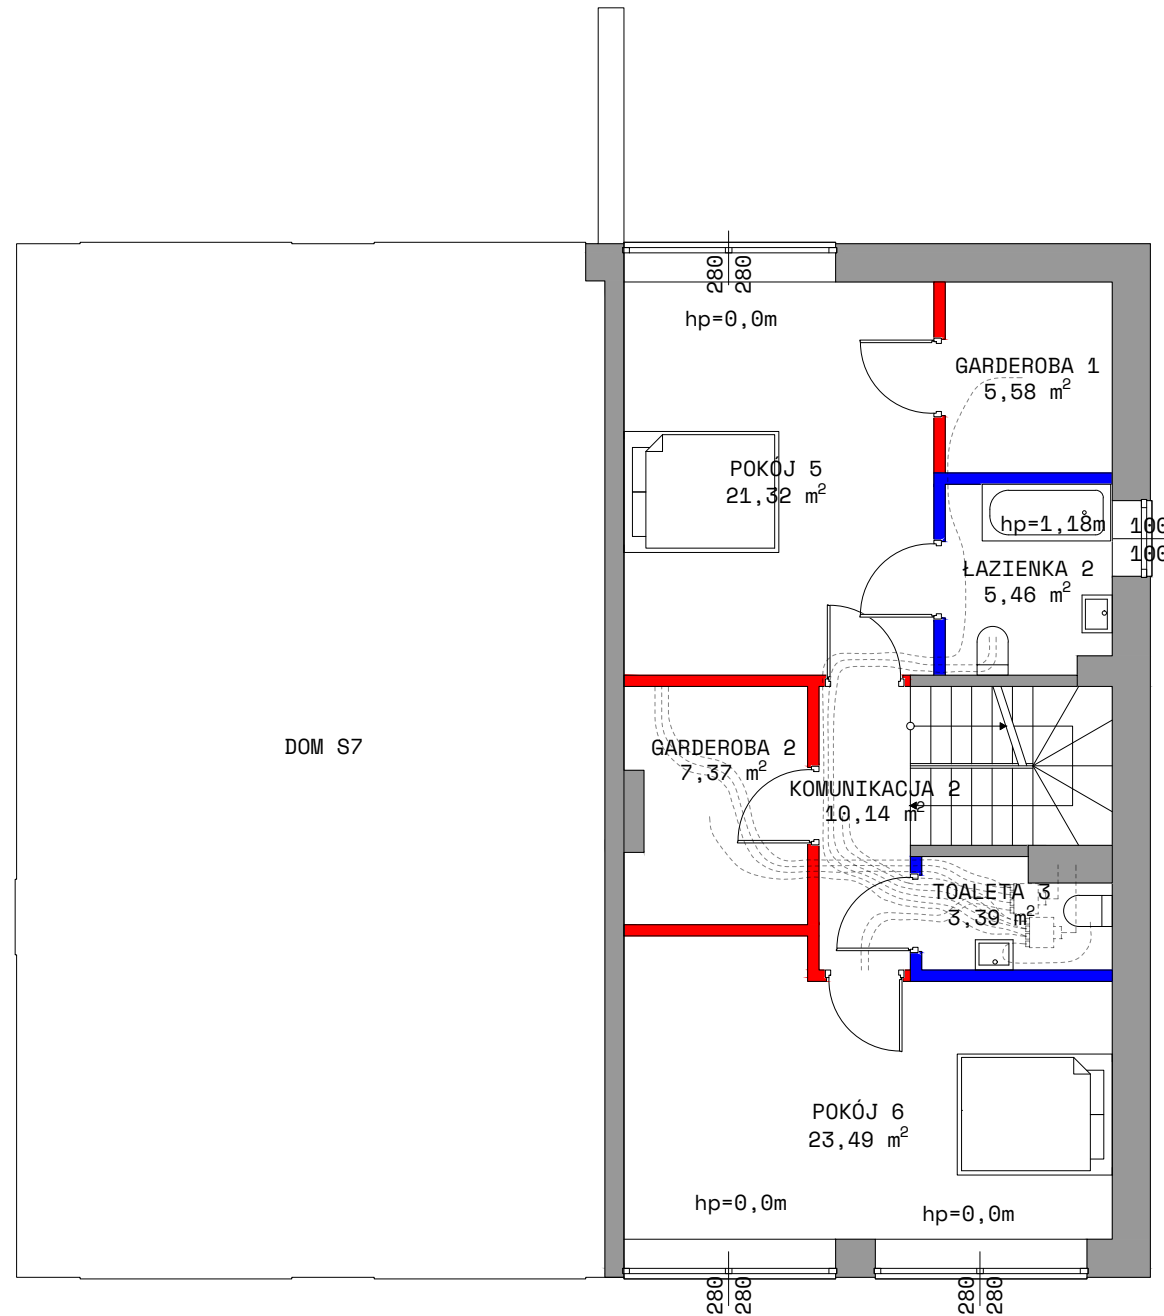 280
280
hp=0,0m
GARDEROBA 1
5,58 m²
POKÓJ 5
21,32 m²
hp=1,18m
100
100
ŁAZIENKA 2
5,46 m²
DOM S7
GARDEROBA 2
7,37 m²
KOMUNIKACJA 2
10,14 m²
TOALETA 3
3,39 m²
POKÓJ 6
23,49 m²
hp=0,0m
hp=0,0m
280
280
280
280